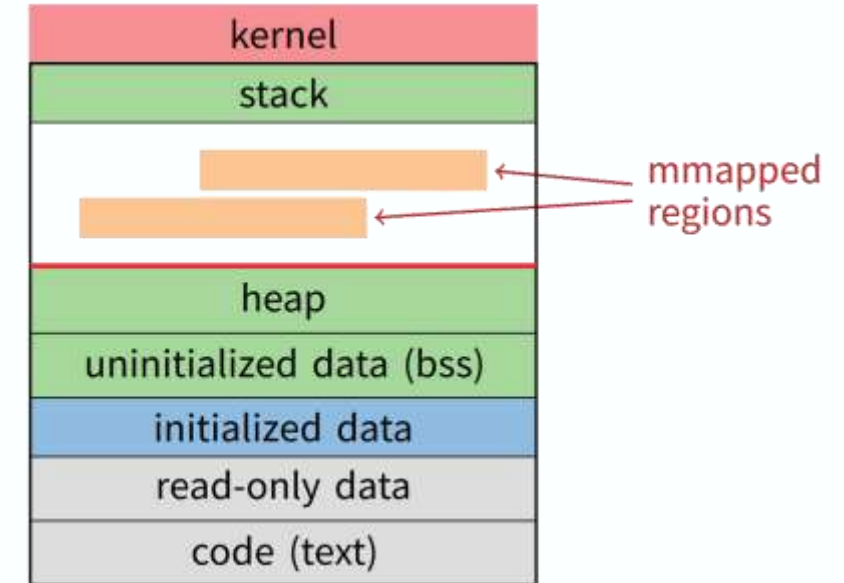 kernel
stack
mmapped
regions
heap
uninitialized data (bss)
initialized data
read-only data
code (text)